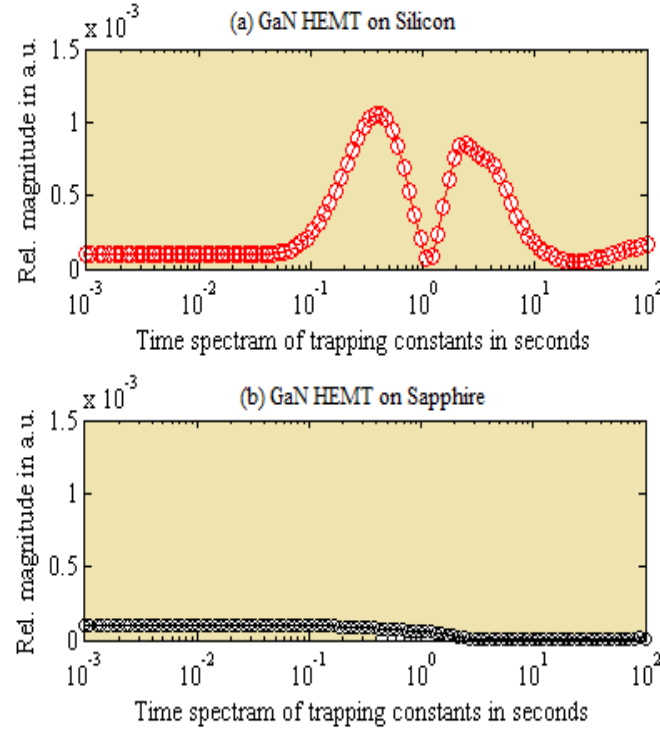 (a) GaN HEMT on Silicon
x 10^-3
1.5
1
0.5
0
Rel. magnitude in a.u.
10^-3 10^-2 10^-1 10^0 10^1 10^2
Time spectrum of trapping constants in seconds
(b) GaN HEMT on Sapphire
x 10^-3
1.5
1
0.5
0
Rel. magnitude in a.u.
10^-3 10^-2 10^-1 10^0 10^1 10^2
Time spectrum of trapping constants in seconds